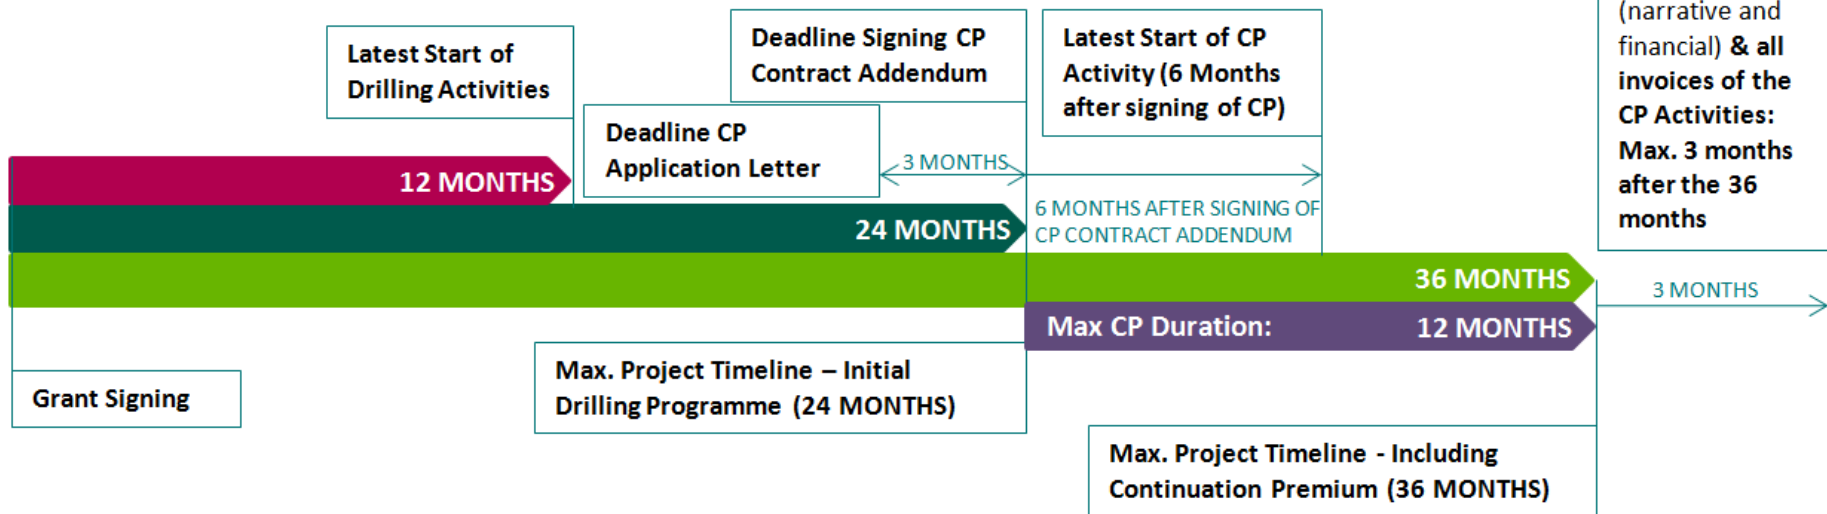 Latest Start of
Drilling Activities
Deadline Signing CP
Contract Addendum
Latest Start of CP
Activity (6 Months
after signing of CP)
(narrative and
financial) & all
invoices of the
CP Activities:
Max. 3 months
after the 36
months
Deadline CP
Application Letter
3 MONTHS
12 MONTHS
6 MONTHS AFTER SIGNING OF
CP CONTRACT ADDENDUM
24 MONTHS
36 MONTHS
3 MONTHS
Max CP Duration:
12 MONTHS
Grant Signing
Max. Project Timeline – Initial
Drilling Programme (24 MONTHS)
Max. Project Timeline - Including
Continuation Premium (36 MONTHS)